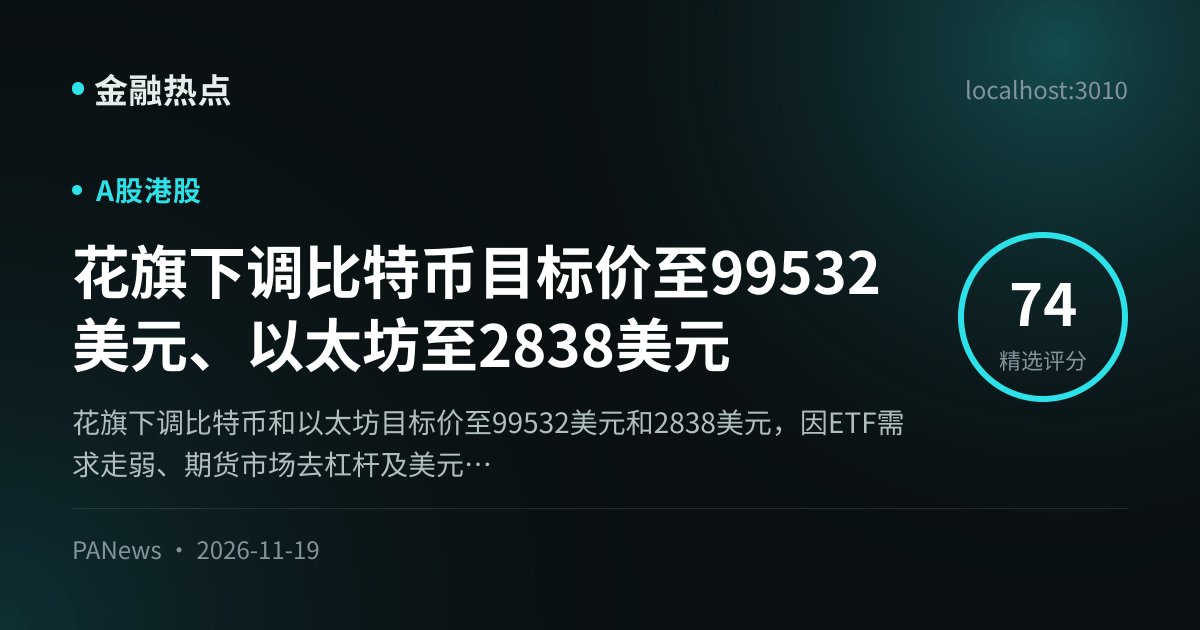 金融热点
localhost:3010
A股港股
花旗下调比特币目标价至99532
美元、以太坊至2838美元
74
精选评分
花旗下调比特币和以太坊目标价至99532美元和2838美元，因ETF需
求走弱、期货市场去杠杆及美元…
PANews • 2026-11-19